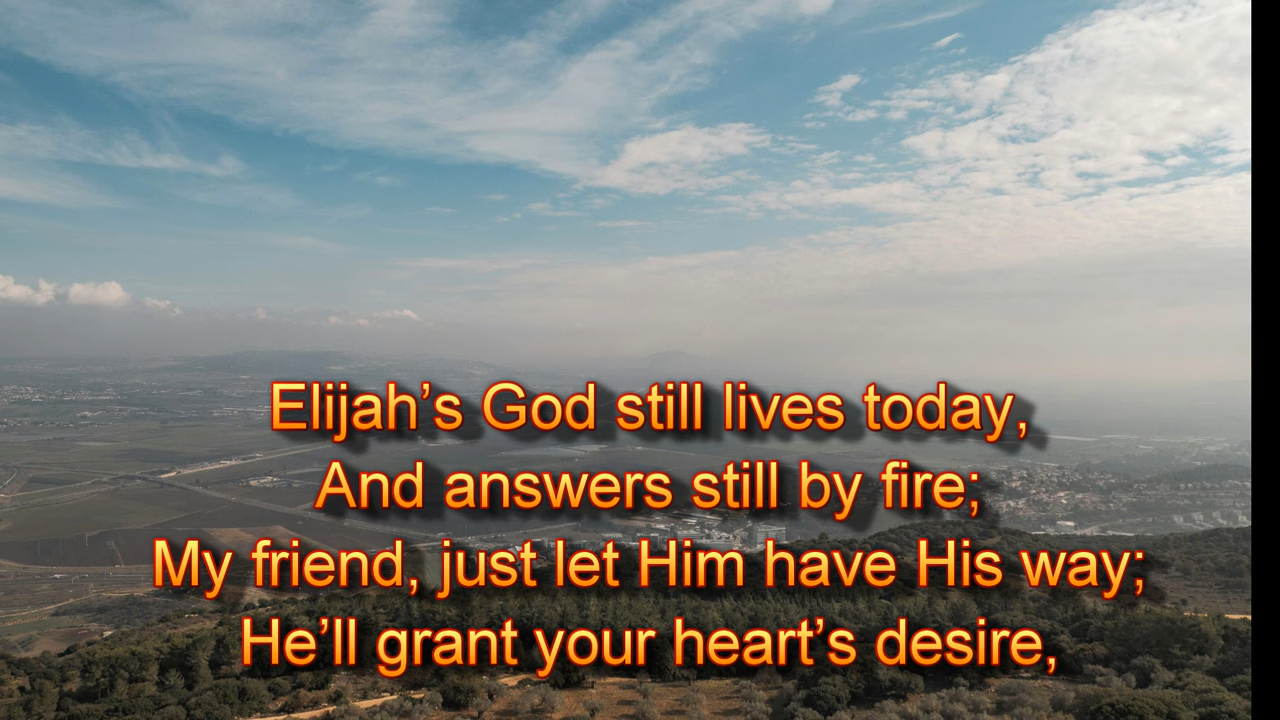 Elijah’s God still lives today,
And answers still by fire;
My friend, just let Him have His way;
He’ll grant your heart’s desire,